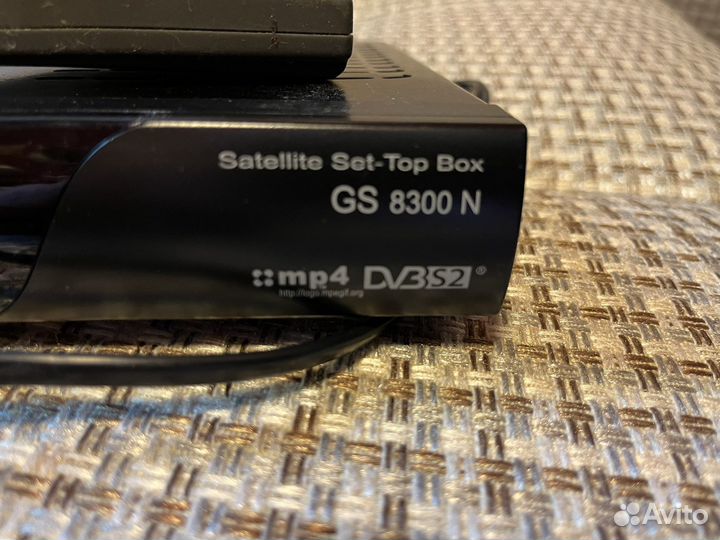 Satellite Set-Top Box
GS 8300 N
mp4 DVB S2 ®
http://logo.mpegif.org
Avito